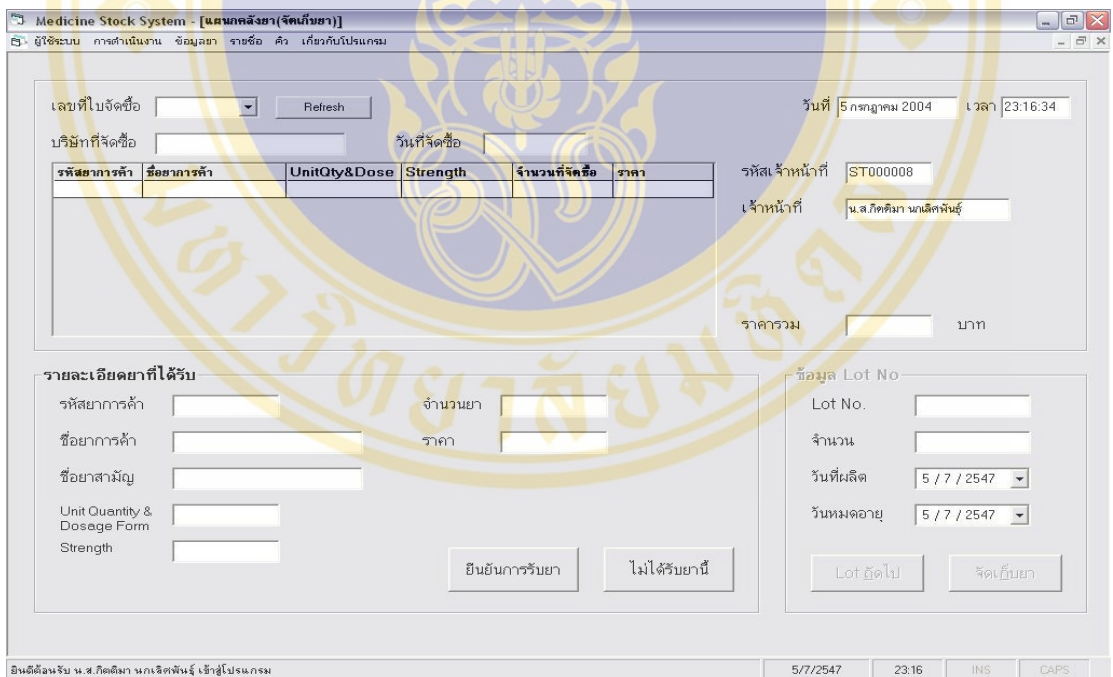 Medicine Stock System - [แผนกคลังยา(จัดเก็บยา)]
ผู้ใช้ระบบ การดำเนินงาน ข้อมูลยา รายชื่อ คิว เกี่ยวกับโปรแกรม
เลขที่ใบจัดซื้อ Refresh วันที่ 5 กรกฎาคม 2004 เวลา 23:16:34
บริษัทที่จัดซื้อ วันที่จัดซื้อ
รหัสยาการค้า ชื่อยาการค้า UnitQty&Dose Strength จำนวนที่จัดซื้อ ราคา
รหัสเจ้าหน้าที่ ST000008
เจ้าหน้าที่ น.ส.กิตติมา นกเลิศพันธุ์
ราคารวม บาท
รายละเอียดยาที่ได้รับ
รหัสยาการค้า จำนวนยา
ชื่อยาการค้า ราคา
ชื่อยาสามัญ
Unit Quantity &
Dosage Form
Strength
ยืนยันการรับยา ไม่ได้รับยานี้
ข้อมูล Lot No
Lot No.
จำนวน
วันที่ผลิต 5 / 7 / 2547
วันหมดอายุ 5 / 7 / 2547
Lot ถัดไป จัดเก็บยา
ยินดีต้อนรับ น.ส.กิตติมา นกเลิศพันธุ์ เข้าสู่โปรแกรม 5/7/2547 23:16 INS CAPS
มหาวิทยาลัยมหิดล